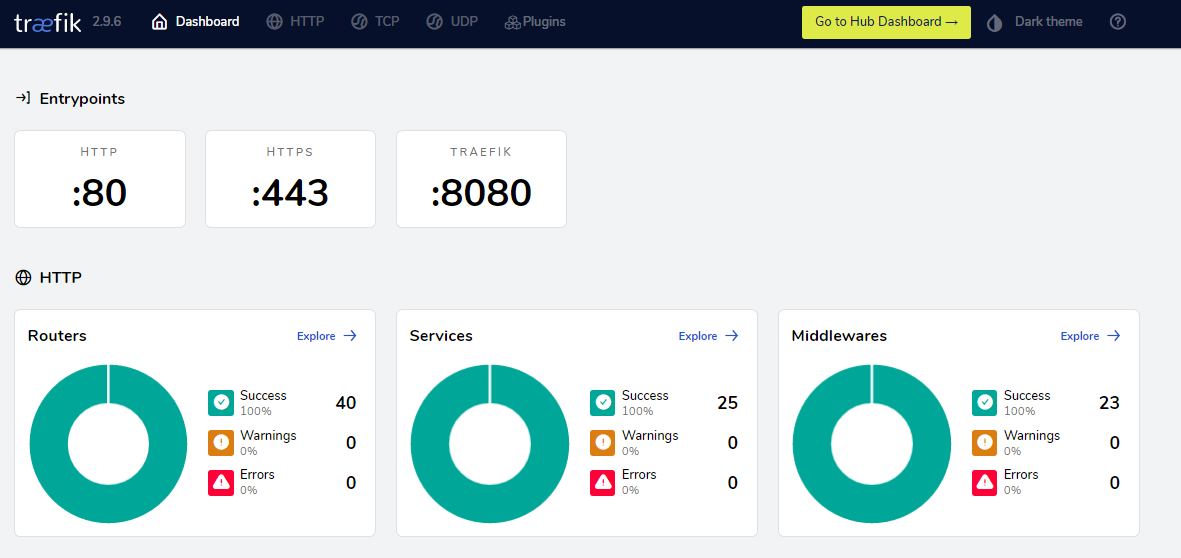 træfik 2.9.6 Dashboard HTTP TCP UDP Plugins Go to Hub Dashboard → Dark theme
Entrypoints
HTTP HTTPS TRAEFIK
:80 :443 :8080
HTTP
Routers Explore →
Success 40
100%
Warnings 0
0%
Errors 0
0%
Services Explore →
Success 25
100%
Warnings 0
0%
Errors 0
0%
Middlewares Explore →
Success 23
100%
Warnings 0
0%
Errors 0
0%